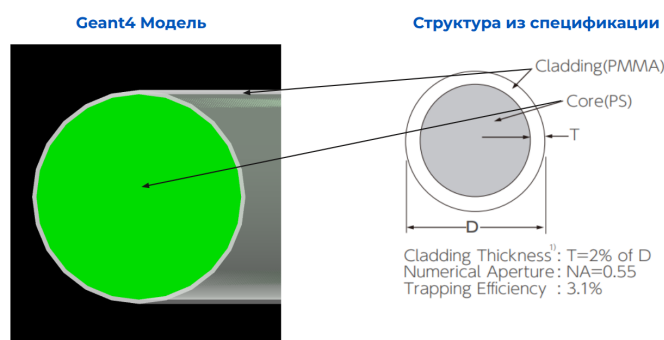 Geant4 Модель
Структура из спецификации
Cladding(PMMA)
Core(PS)
T
D
Cladding Thickness¹⁾: T=2% of D
Numerical Aperture : NA=0.55
Trapping Efficiency : 3.1%